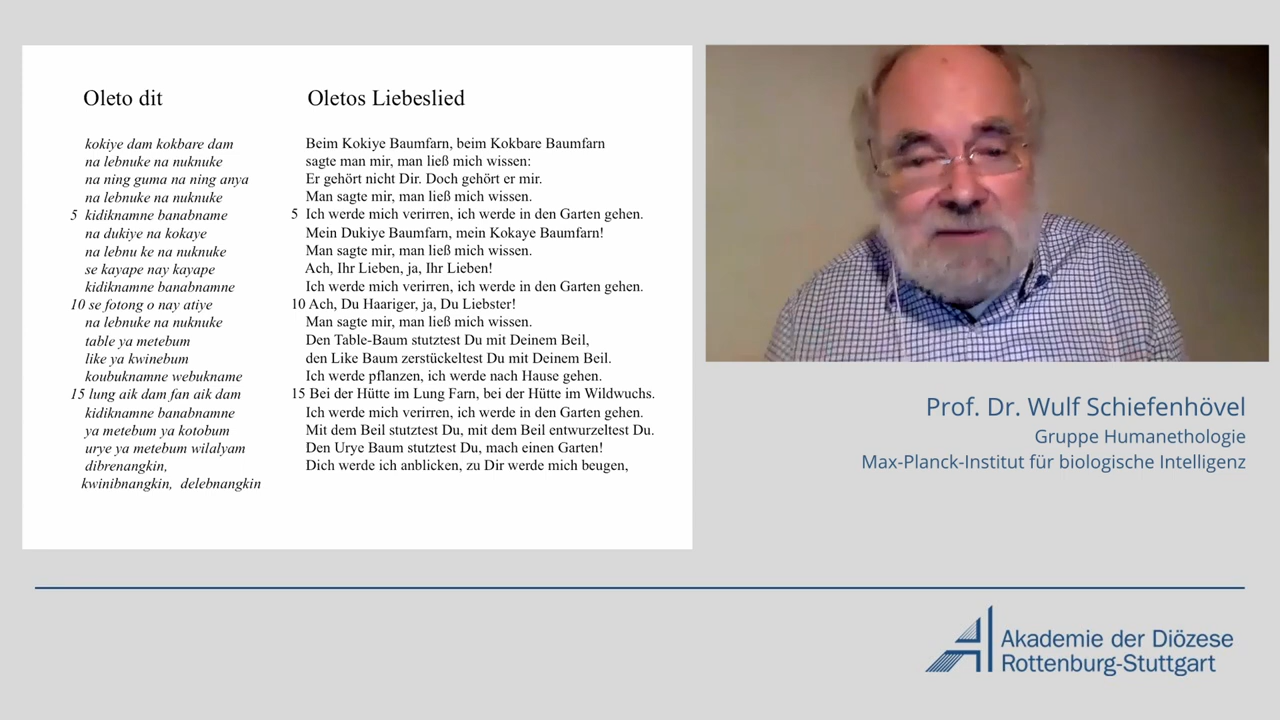 Oleto dit
kokiye dam kokbare dam
na lebnuke na nuknuke
na ning guma na ning anya
na lebnuke na nuknuke
5 kidiknamne banabname
na dukiye na kokaye
na lebnu ke na nuknuke
se kayape nay kayape
kidiknamne banabnamne
10 se fotong o nay atiye
na lebnuke na nuknuke
table ya metebum
like ya kwinebum
koubuknamne webukname
15 lung aik dam fan aik dam
kidiknamne banabnamne
ya metebum ya kotobum
urye ya metebum wilalyam
dibrenangkin,
kwinibnangkin, delebnangkin
Oletos Liebeslied
Beim Kokiye Baumfarn, beim Kokbare Baumfarn
sagte man mir, man ließ mich wissen:
Er gehört nicht Dir. Doch gehört er mir.
Man sagte mir, man ließ mich wissen.
5 Ich werde mich verirren, ich werde in den Garten gehen.
Mein Dukiye Baumfarn, mein Kokaye Baumfarn!
Man sagte mir, man ließ mich wissen.
Ach, Ihr Lieben, ja, Ihr Lieben!
Ich werde mich verirren, ich werde in den Garten gehen.
10 Ach, Du Haariger, ja, Du Liebster!
Man sagte mir, man ließ mich wissen.
Den Table-Baum stutztest Du mit Deinem Beil,
den Like Baum zerstückeltest Du mit Deinem Beil.
Ich werde pflanzen, ich werde nach Hause gehen.
15 Bei der Hütte im Lung Farn, bei der Hütte im Wildwuchs.
Ich werde mich verirren, ich werde in den Garten gehen.
Mit dem Beil stutztest Du, mit dem Beil entwurzeltest Du.
Den Urye Baum stutztest Du, mach einen Garten!
Dich werde ich anblicken, zu Dir werde mich beugen,
Prof. Dr. Wulf Schiefenhövel
Gruppe Humanethologie
Max-Planck-Institut für biologische Intelligenz
Akademie der Diözese
Rottenburg-Stuttgart